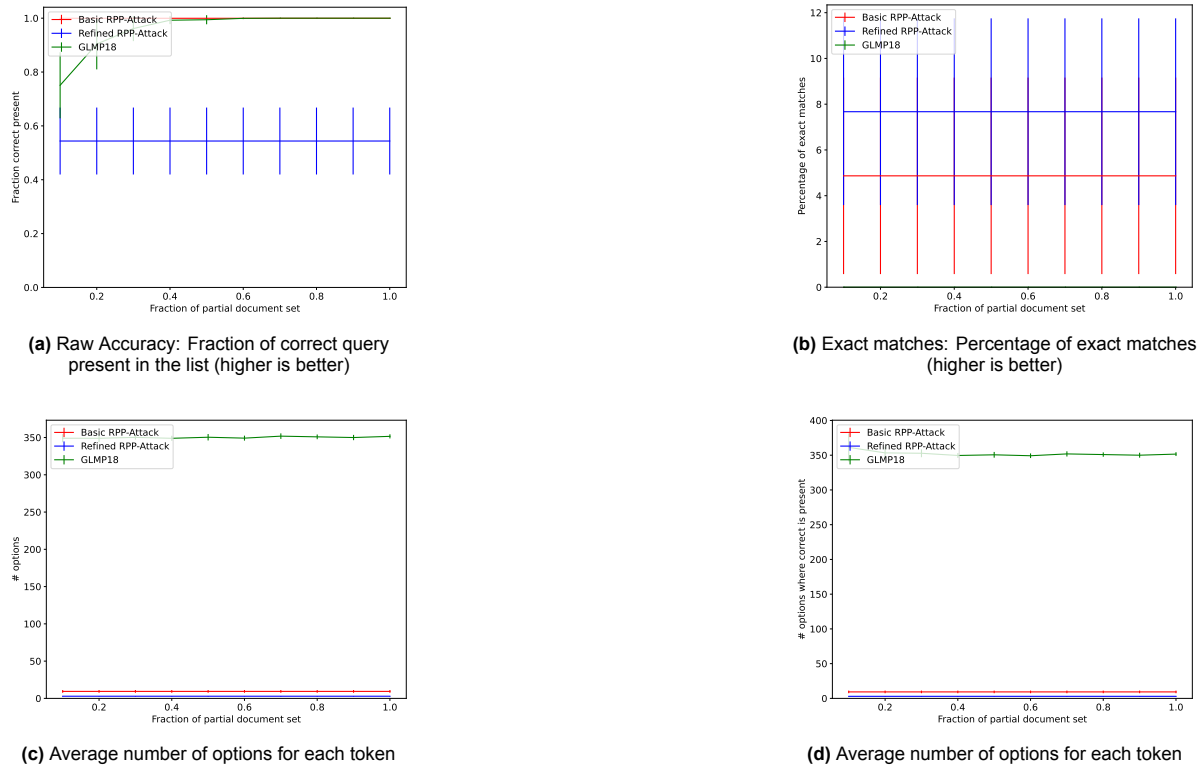 1.0
0.8
0.6
0.4
0.2
0.0
Fraction correct present
Basic RPP-Attack
Refined RPP-Attack
GLMP18
0.2 0.4 0.6 0.8 1.0
Fraction of partial document set
(a) Raw Accuracy: Fraction of correct query
present in the list (higher is better)
12
10
8
6
4
2
0
Percentage of exact matches
Basic RPP-Attack
Refined RPP-Attack
GLMP18
0.2 0.4 0.6 0.8 1.0
Fraction of partial document set
(b) Exact matches: Percentage of exact matches
(higher is better)
350
300
250
200
150
100
50
0
# options
Basic RPP-Attack
Refined RPP-Attack
GLMP18
0.2 0.4 0.6 0.8 1.0
Fraction of partial document set
(c) Average number of options for each token
400
350
300
250
200
150
100
50
0
# options where correct is present
Basic RPP-Attack
Refined RPP-Attack
GLMP18
0.2 0.4 0.6 0.8 1.0
Fraction of partial document set
(d) Average number of options for each token